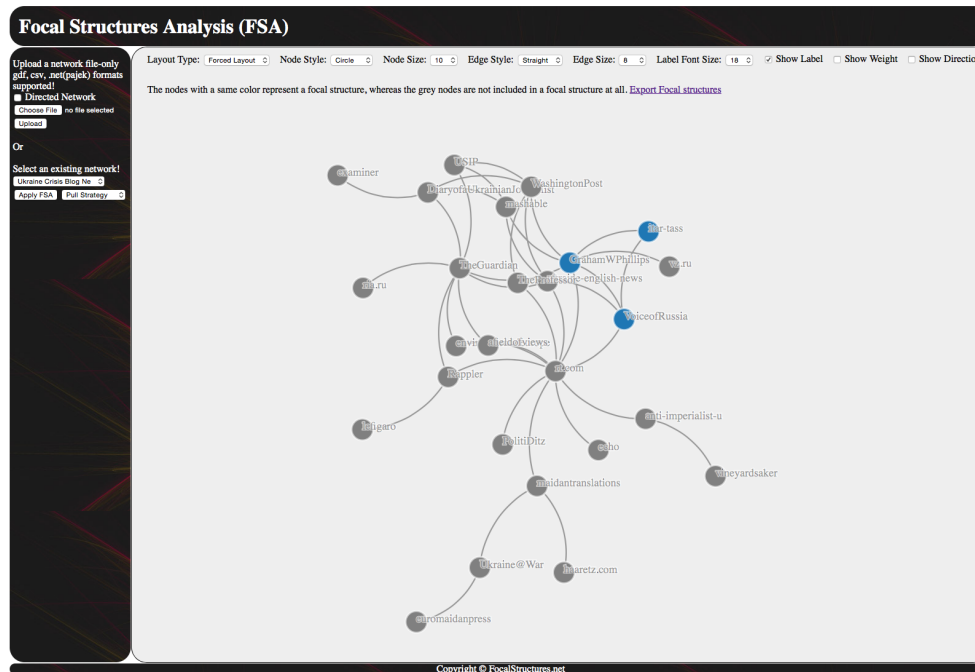 Focal Structures Analysis (FSA)
Upload a network file-only
gdf, csv, .net(pajek) formats
supported!
Directed Network
Choose File no file selected
Upload
Or
Select an existing network!
Ukraine Crisis Blog Ne
Apply FSA Pull Strategy
Layout Type: Forced Layout Node Style: Circle Node Size: 10 Edge Style: Straight Edge Size: 8 Label Font Size: 18 Show Label Show Weight Show Directio
The nodes with a same color represent a focal structure, whereas the grey nodes are not included in a focal structure at all. Export Focal structures
USIP
examiner
WashingtonPost
mashable
itar-tass
GrahamWPhillips
TheGuardian
VoiceofRussia
Rappler
rt.com
anti-imperialist-u
lefigaro
PolitiDitz
echo
vineyardsaker
maidantranslations
Ukraine@War
haaretz.com
euromaidanpress
Copyright © FocalStructures.net